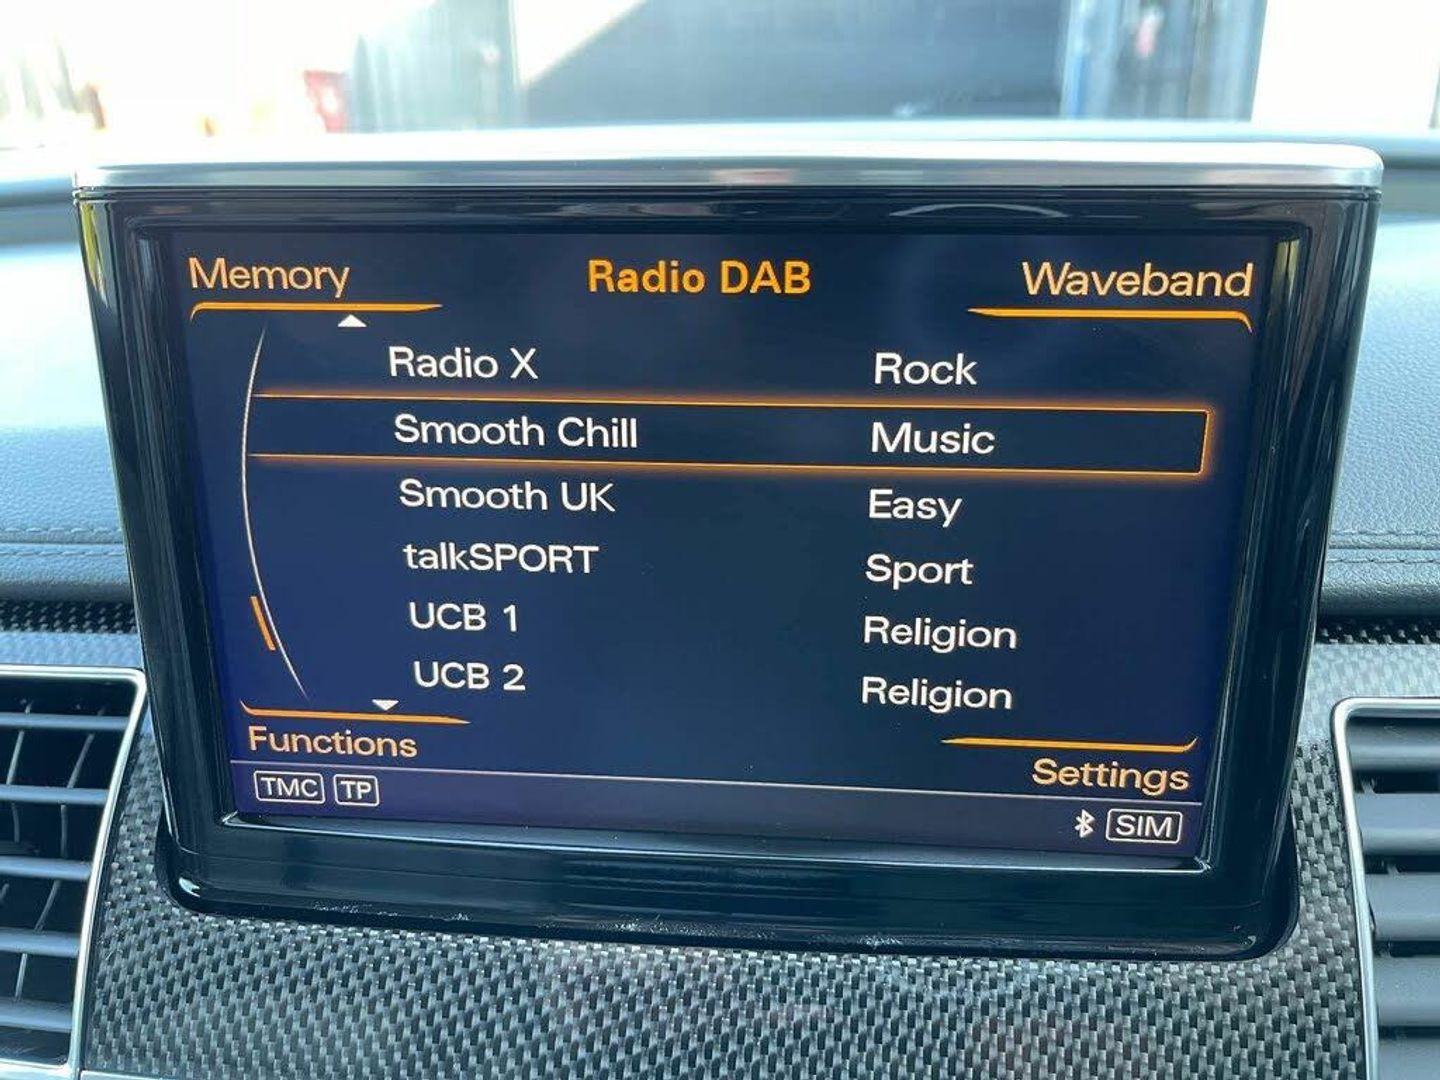 Memory Radio DAB Waveband
Radio X Rock
Smooth Chill Music
Smooth UK Easy
talkSPORT Sport
UCB 1 Religion
UCB 2 Religion
Functions Settings
TMC TP SIM